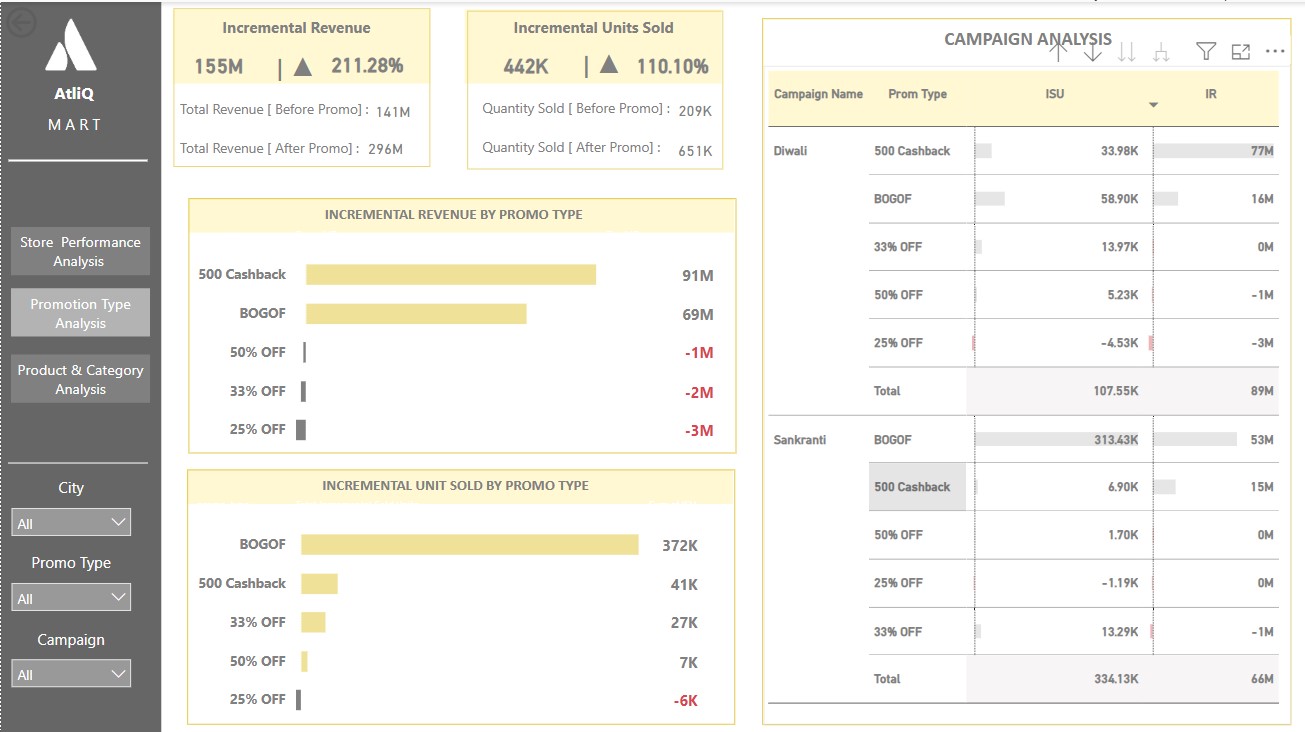 AtliQ
MART
Store Performance
Analysis
Promotion Type
Analysis
Product & Category
Analysis
City
All
Promo Type
All
Campaign
All
Incremental Revenue
155M | ▲ 211.28%
Total Revenue [ Before Promo] : 141M
Total Revenue [ After Promo] : 296M
Incremental Units Sold
442K | ▲ 110.10%
Quantity Sold [ Before Promo] : 209K
Quantity Sold [ After Promo] : 651K
INCREMENTAL REVENUE BY PROMO TYPE
500 Cashback 91M
BOGOF 69M
50% OFF -1M
33% OFF -2M
25% OFF -3M
INCREMENTAL UNIT SOLD BY PROMO TYPE
BOGOF 372K
500 Cashback 41K
33% OFF 27K
50% OFF 7K
25% OFF -6K
CAMPAIGN ANALYSIS
Campaign Name Prom Type ISU IR
Diwali 500 Cashback 33.98K 77M
BOGOF 58.90K 16M
33% OFF 13.97K 0M
50% OFF 5.23K -1M
25% OFF -4.53K -3M
Total 107.55K 89M
Sankranti BOGOF 313.43K 53M
500 Cashback 6.90K 15M
50% OFF 1.70K 0M
25% OFF -1.19K 0M
33% OFF 13.29K -1M
Total 334.13K 66M